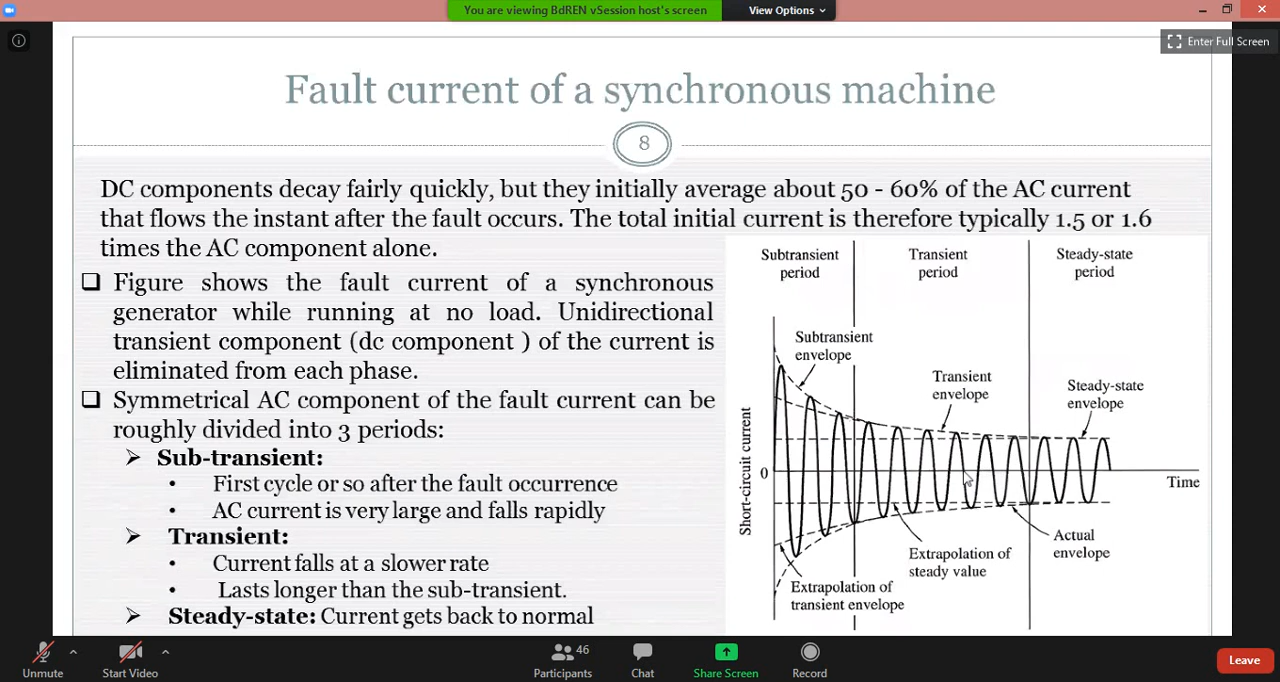 You are viewing BdREN vSession host's screen
View Options
Enter Full Screen
Fault current of a synchronous machine
8
DC components decay fairly quickly, but they initially average about 50 - 60% of the AC current
that flows the instant after the fault occurs. The total initial current is therefore typically 1.5 or 1.6
times the AC component alone.
Figure shows the fault current of a synchronous
generator while running at no load. Unidirectional
transient component (dc component ) of the current is
eliminated from each phase.
Symmetrical AC component of the fault current can be
roughly divided into 3 periods:
Sub-transient:
• First cycle or so after the fault occurrence
• AC current is very large and falls rapidly
Transient:
• Current falls at a slower rate
• Lasts longer than the sub-transient.
Steady-state: Current gets back to normal
Subtransient
period
Transient
period
Steady-state
period
Subtransient
envelope
Transient
envelope
Steady-state
envelope
Short-circuit current
0
Time
Actual
envelope
Extrapolation of
steady value
Extrapolation of
transient envelope
Unmute
Start Video
46
Participants
Chat
Share Screen
Record
Leave